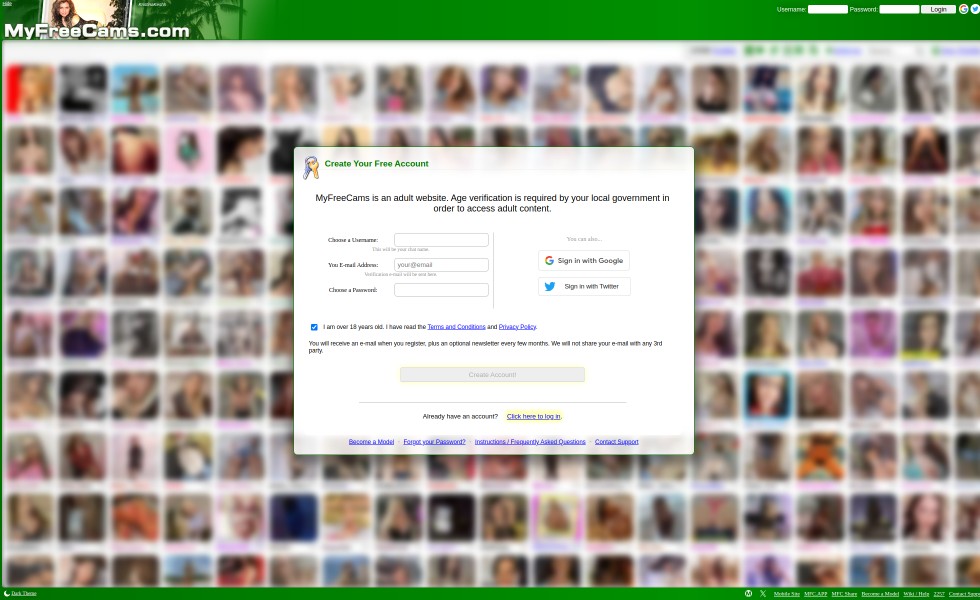 Username: Password: Login
MyFreeCams.com
Create Your Free Account
MyFreeCams is an adult website. Age verification is required by your local government in
order to access adult content.
Choose a Username:
This will be your chat name.
You E-mail Address: your@email
Verification e-mail will be sent here.
Choose a Password:
You can also...
Sign in with Google
Sign in with Twitter
I am over 18 years old. I have read the Terms and Conditions and Privacy Policy.
You will receive an e-mail when you register, plus an optional newsletter every few months. We will not share your e-mail with any 3rd
party.
Create Account!
Already have an account? Click here to log in.
Become a Model - Forgot your Password? - Instructions / Frequently Asked Questions - Contact Support
Dark Theme
Mobile Site MFC APP MFC Share Become a Model Wiki / Help 2257 Contact